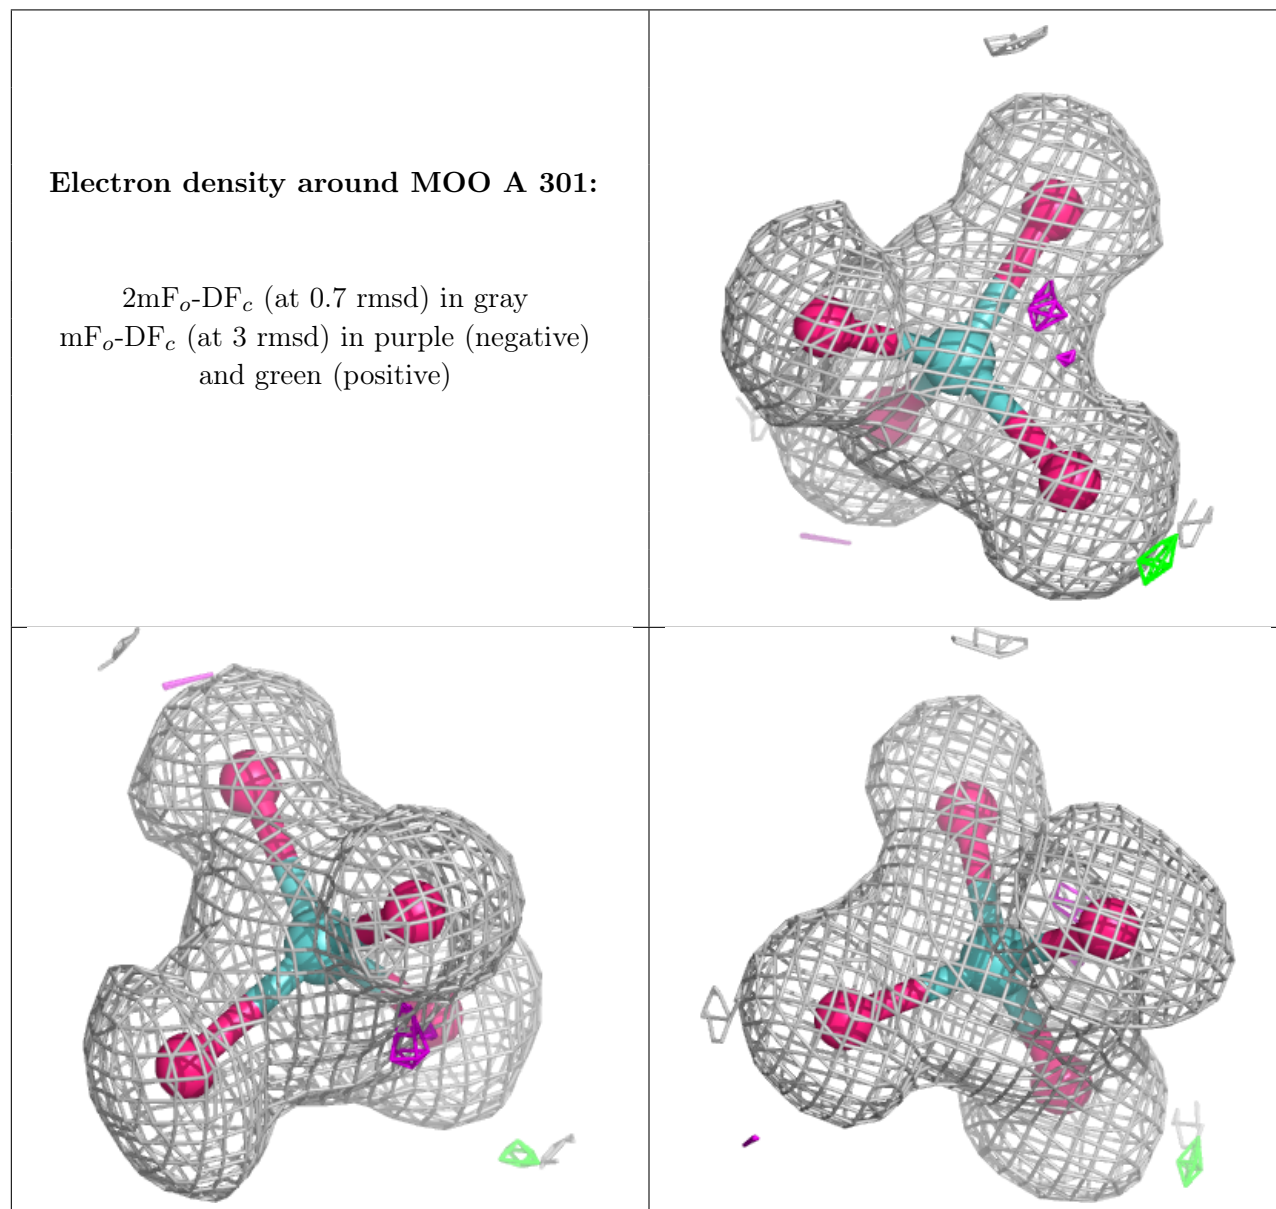 Electron density around MOO A 301:
2mFo-DFc (at 0.7 rmsd) in gray
mFo-DFc (at 3 rmsd) in purple (negative)
and green (positive)